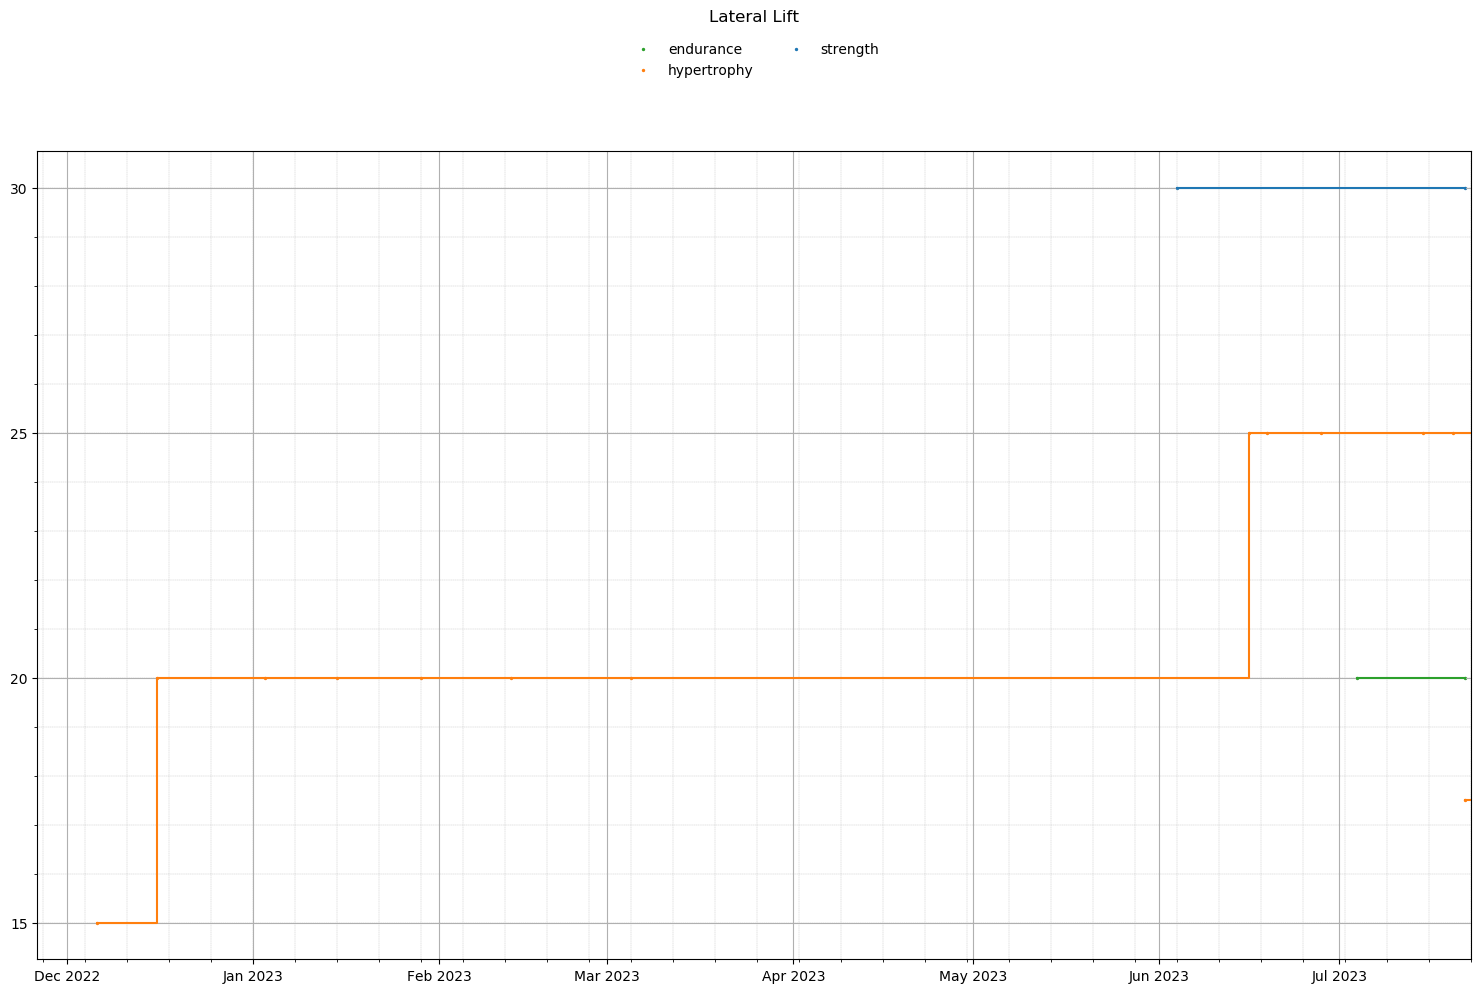 Lateral Lift
endurance
hypertrophy
strength
30
25
20
15
Dec 2022
Jan 2023
Feb 2023
Mar 2023
Apr 2023
May 2023
Jun 2023
Jul 2023